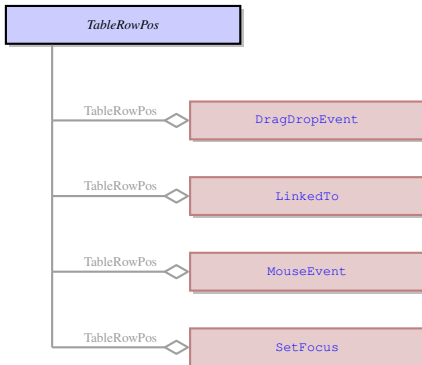 TableRowPos
TableRowPos
DragDropEvent
TableRowPos
LinkedTo
TableRowPos
MouseEvent
TableRowPos
SetFocus